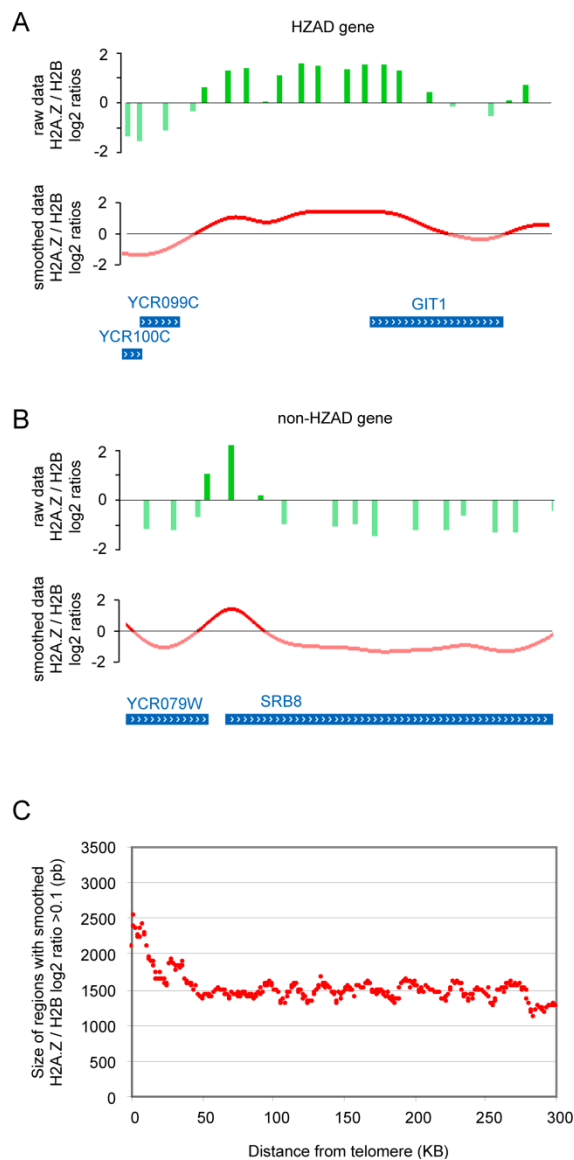 A
HZAD gene
raw data
H2A.Z / H2B
log2 ratios
2
0
-2
smoothed data
H2A.Z / H2B
log2 ratios
2
0
-2
YCR099C
GIT1
YCR100C
B
non-HZAD gene
raw data
H2A.Z / H2B
log2 ratios
2
0
-2
smoothed data
H2A.Z / H2B
log2 ratios
2
0
-2
YCR079W
SRB8
C
Size of regions with smoothed
H2A.Z / H2B log2 ratio >0.1 (pb)
3500
3000
2500
2000
1500
1000
500
0
0 50 100 150 200 250 300
Distance from telomere (KB)